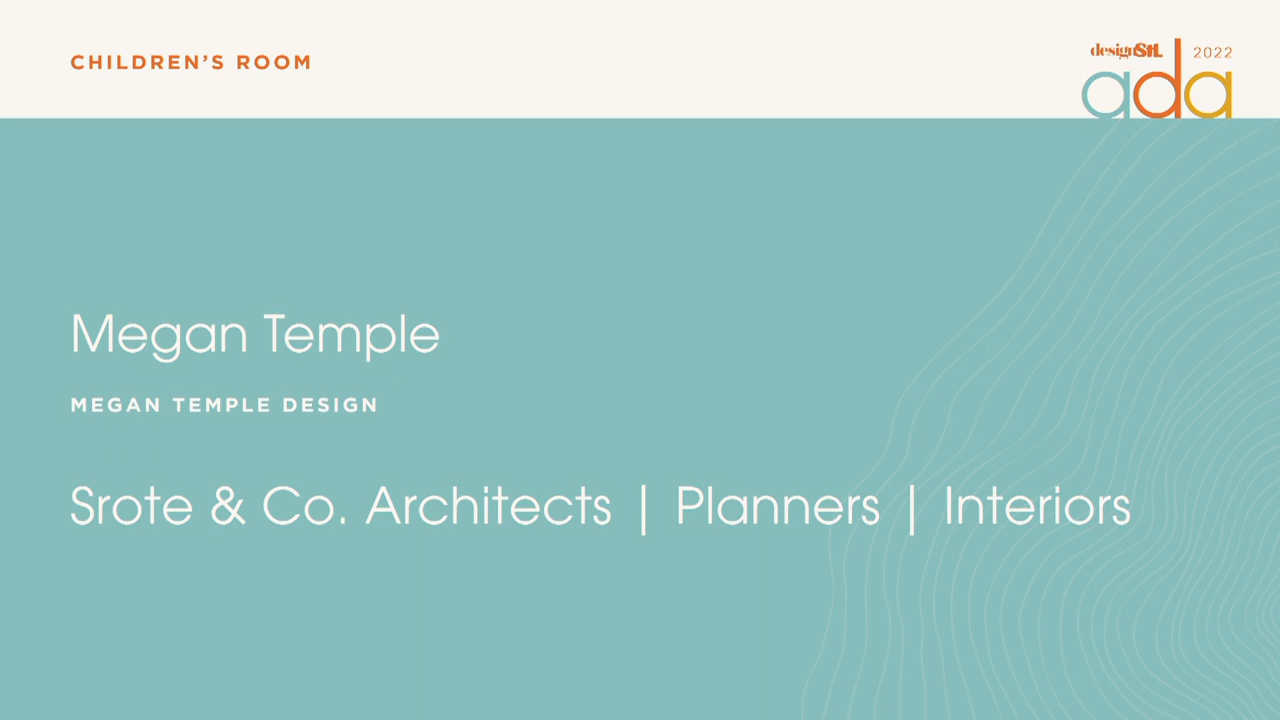 CHILDREN'S ROOM
designSTL 2022
ada
Megan Temple
MEGAN TEMPLE DESIGN
Srote & Co. Architects | Planners | Interiors